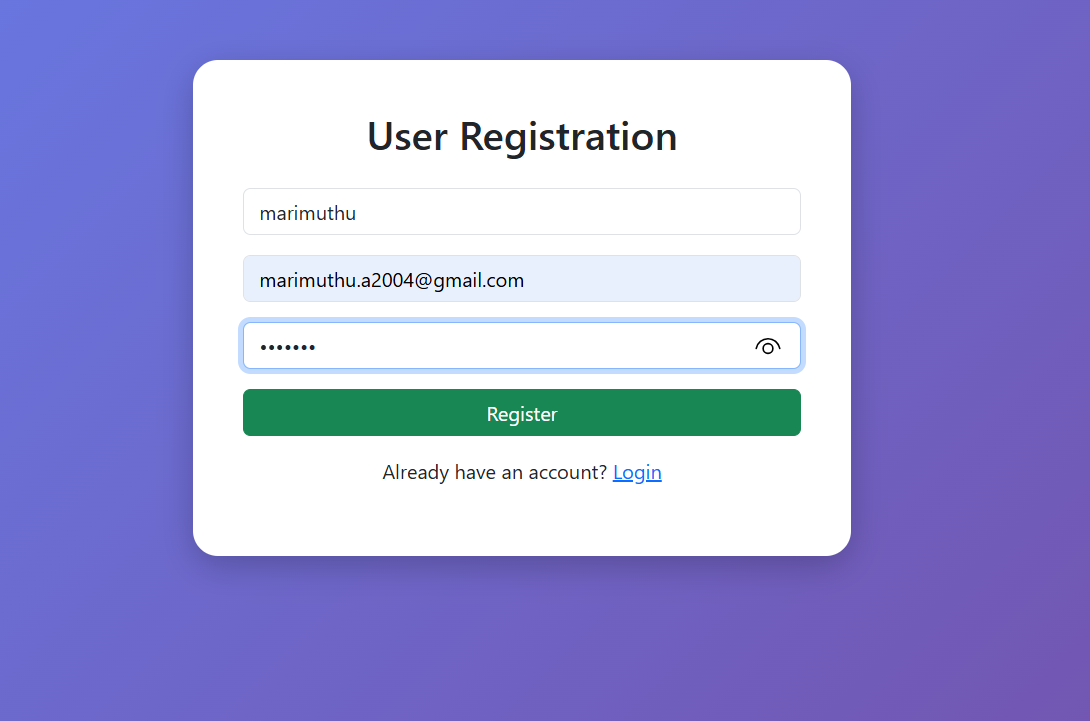 User Registration
marimuthu
marimuthu.a2004@gmail.com
•••••••
Register
Already have an account? Login